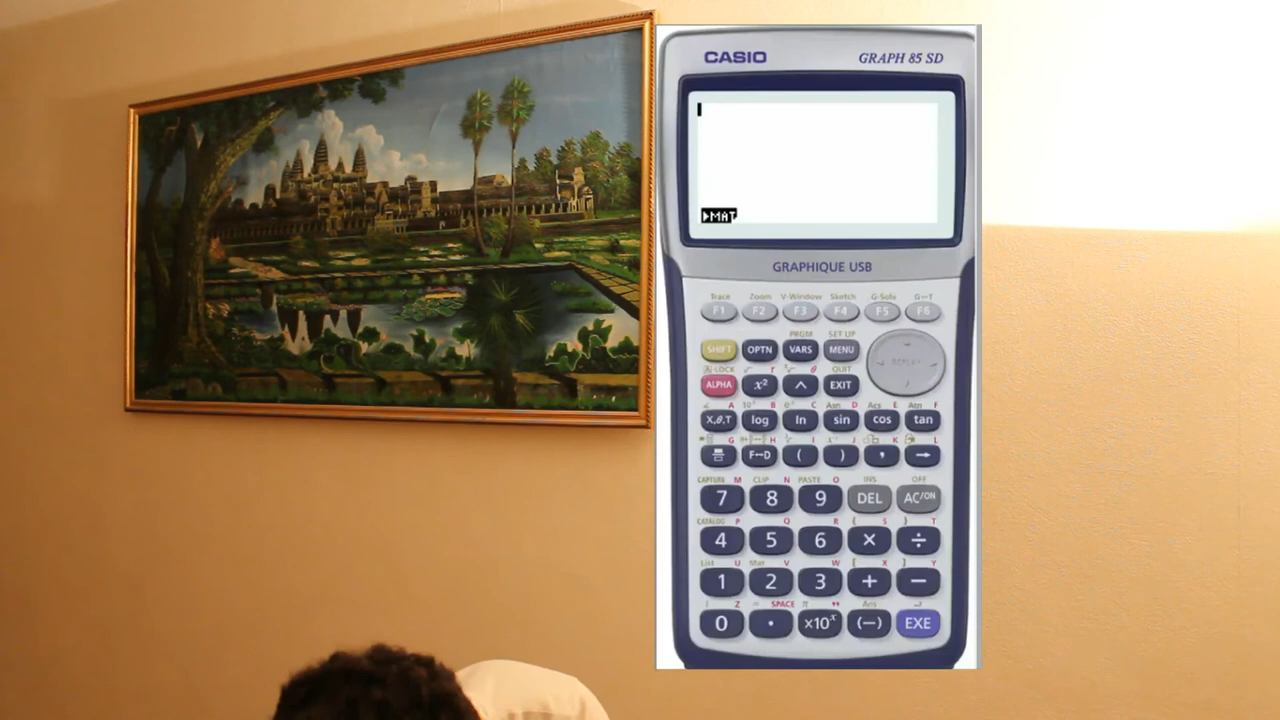 CASIO GRAPH 85 SD
▶MAT
GRAPHIQUE USB
Trace Zoom V-Window Sketch G-Solv G↔T
F1 F2 F3 F4 F5 F6
PRGM SET UP
SHIFT OPTN VARS MENU
REPLAY
A-LOCK √ r θ QUIT
ALPHA x² ^ EXIT
A 10ˣ B eˣ C D E F
X,θ,T log ln sin cos tan
G H I J K L
F↔D ( ) , →
CAPTURE M CLIP N PASTE O INS OFF
7 8 9 DEL AC/ON
CATALOG P Q R { S } T
4 5 6 × ÷
List U Mat V W [ X ] Y
1 2 3 + −
Z = SPACE π " Ans
0 . ×10ˣ (−) EXE